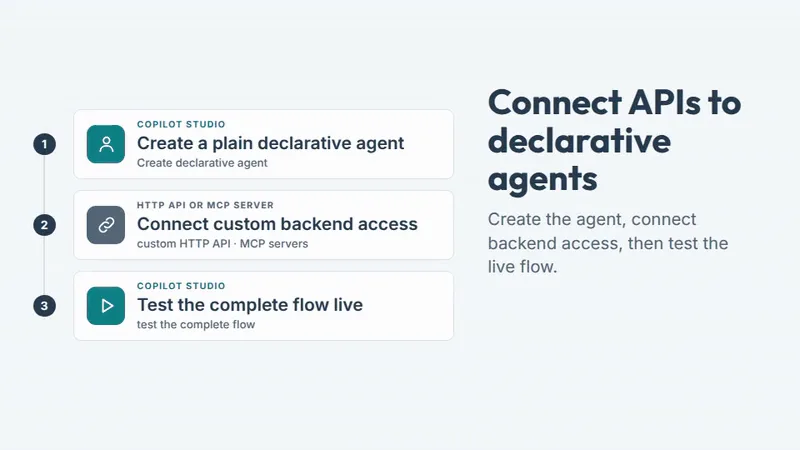 1
COPILOT STUDIO
Create a plain declarative agent
Create declarative agent
2
HTTP API OR MCP SERVER
Connect custom backend access
custom HTTP API · MCP servers
3
COPILOT STUDIO
Test the complete flow live
test the complete flow
Connect APIs to
declarative
agents
Create the agent, connect
backend access, then test the
live flow.